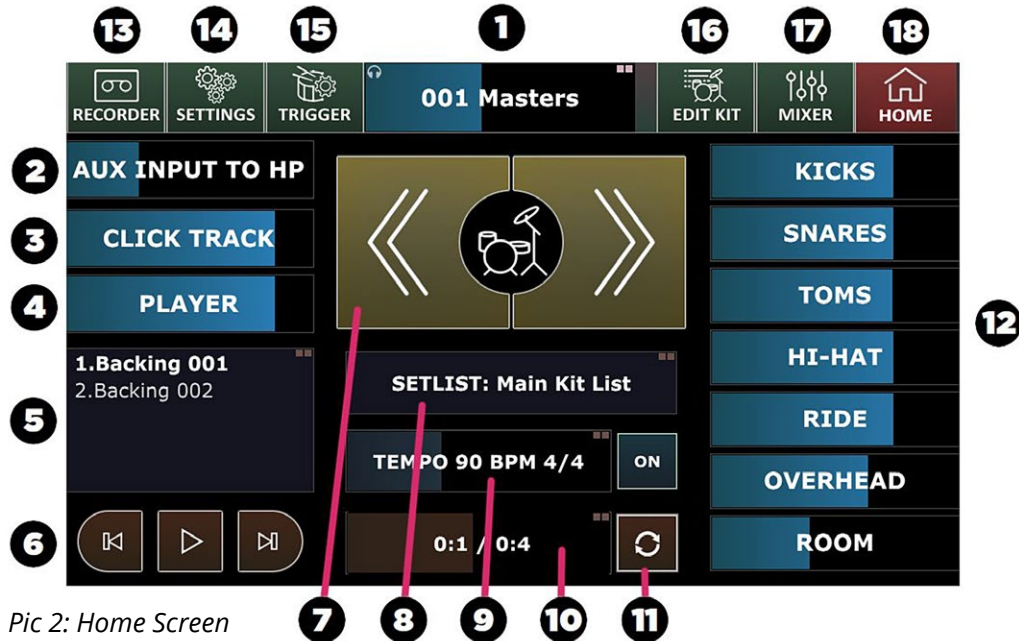 13 14 15 1 16 17 18
RECORDER SETTINGS TRIGGER 001 Masters EDIT KIT MIXER HOME
2 AUX INPUT TO HP
KICKS
3 CLICK TRACK
SNARES
4 PLAYER
TOMS
12
1.Backing 001
2.Backing 002
5
HI-HAT
SETLIST: Main Kit List
RIDE
TEMPO 90 BPM 4/4 ON
OVERHEAD
6
0:1 / 0:4
ROOM
Pic 2: Home Screen
7 8 9 10 11